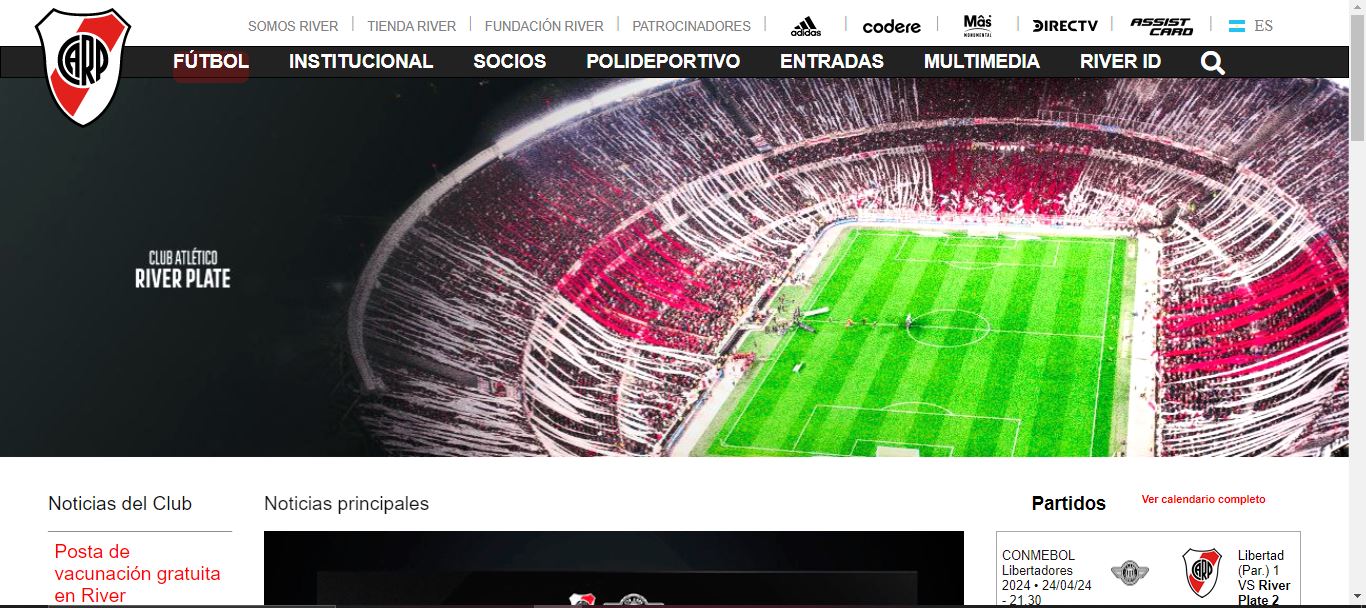 SOMOS RIVER TIENDA RIVER FUNDACIÓN RIVER PATROCINADORES adidas codere Mâs MONUMENTAL DIRECTV ASSIST CARD ES
CARP
FÚTBOL INSTITUCIONAL SOCIOS POLIDEPORTIVO ENTRADAS MULTIMEDIA RIVER ID
CLUB ATLÉTICO
RIVER PLATE
Noticias del Club
Posta de
vacunación gratuita
en River
Noticias principales
Partidos Ver calendario completo
CONMEBOL
Libertadores
2024 • 24/04/24
- 21.30
CARP
Libertad
(Par.) 1
VS River
Plate 2